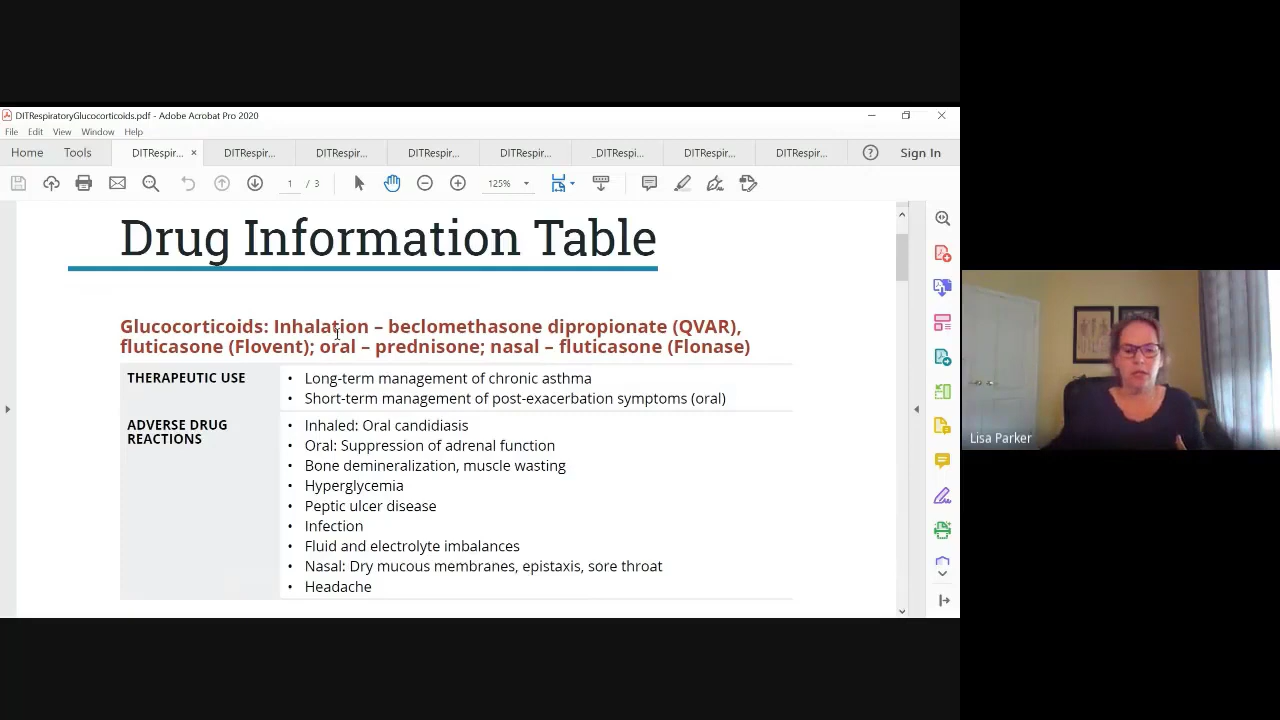 DITRespiratoryGlucocorticoids.pdf - Adobe Acrobat Pro 2020
File Edit View Window Help
Home Tools DITRespir... × DITRespir... DITRespir... DITRespir... DITRespir... _DITRespi... DITRespir... DITRespir... Sign In
1 / 3 125%
Drug Information Table
Glucocorticoids: Inhalation – beclomethasone dipropionate (QVAR),
fluticasone (Flovent); oral – prednisone; nasal – fluticasone (Flonase)
THERAPEUTIC USE
• Long-term management of chronic asthma
• Short-term management of post-exacerbation symptoms (oral)
ADVERSE DRUG
REACTIONS
• Inhaled: Oral candidiasis
• Oral: Suppression of adrenal function
• Bone demineralization, muscle wasting
• Hyperglycemia
• Peptic ulcer disease
• Infection
• Fluid and electrolyte imbalances
• Nasal: Dry mucous membranes, epistaxis, sore throat
• Headache
Lisa Parker